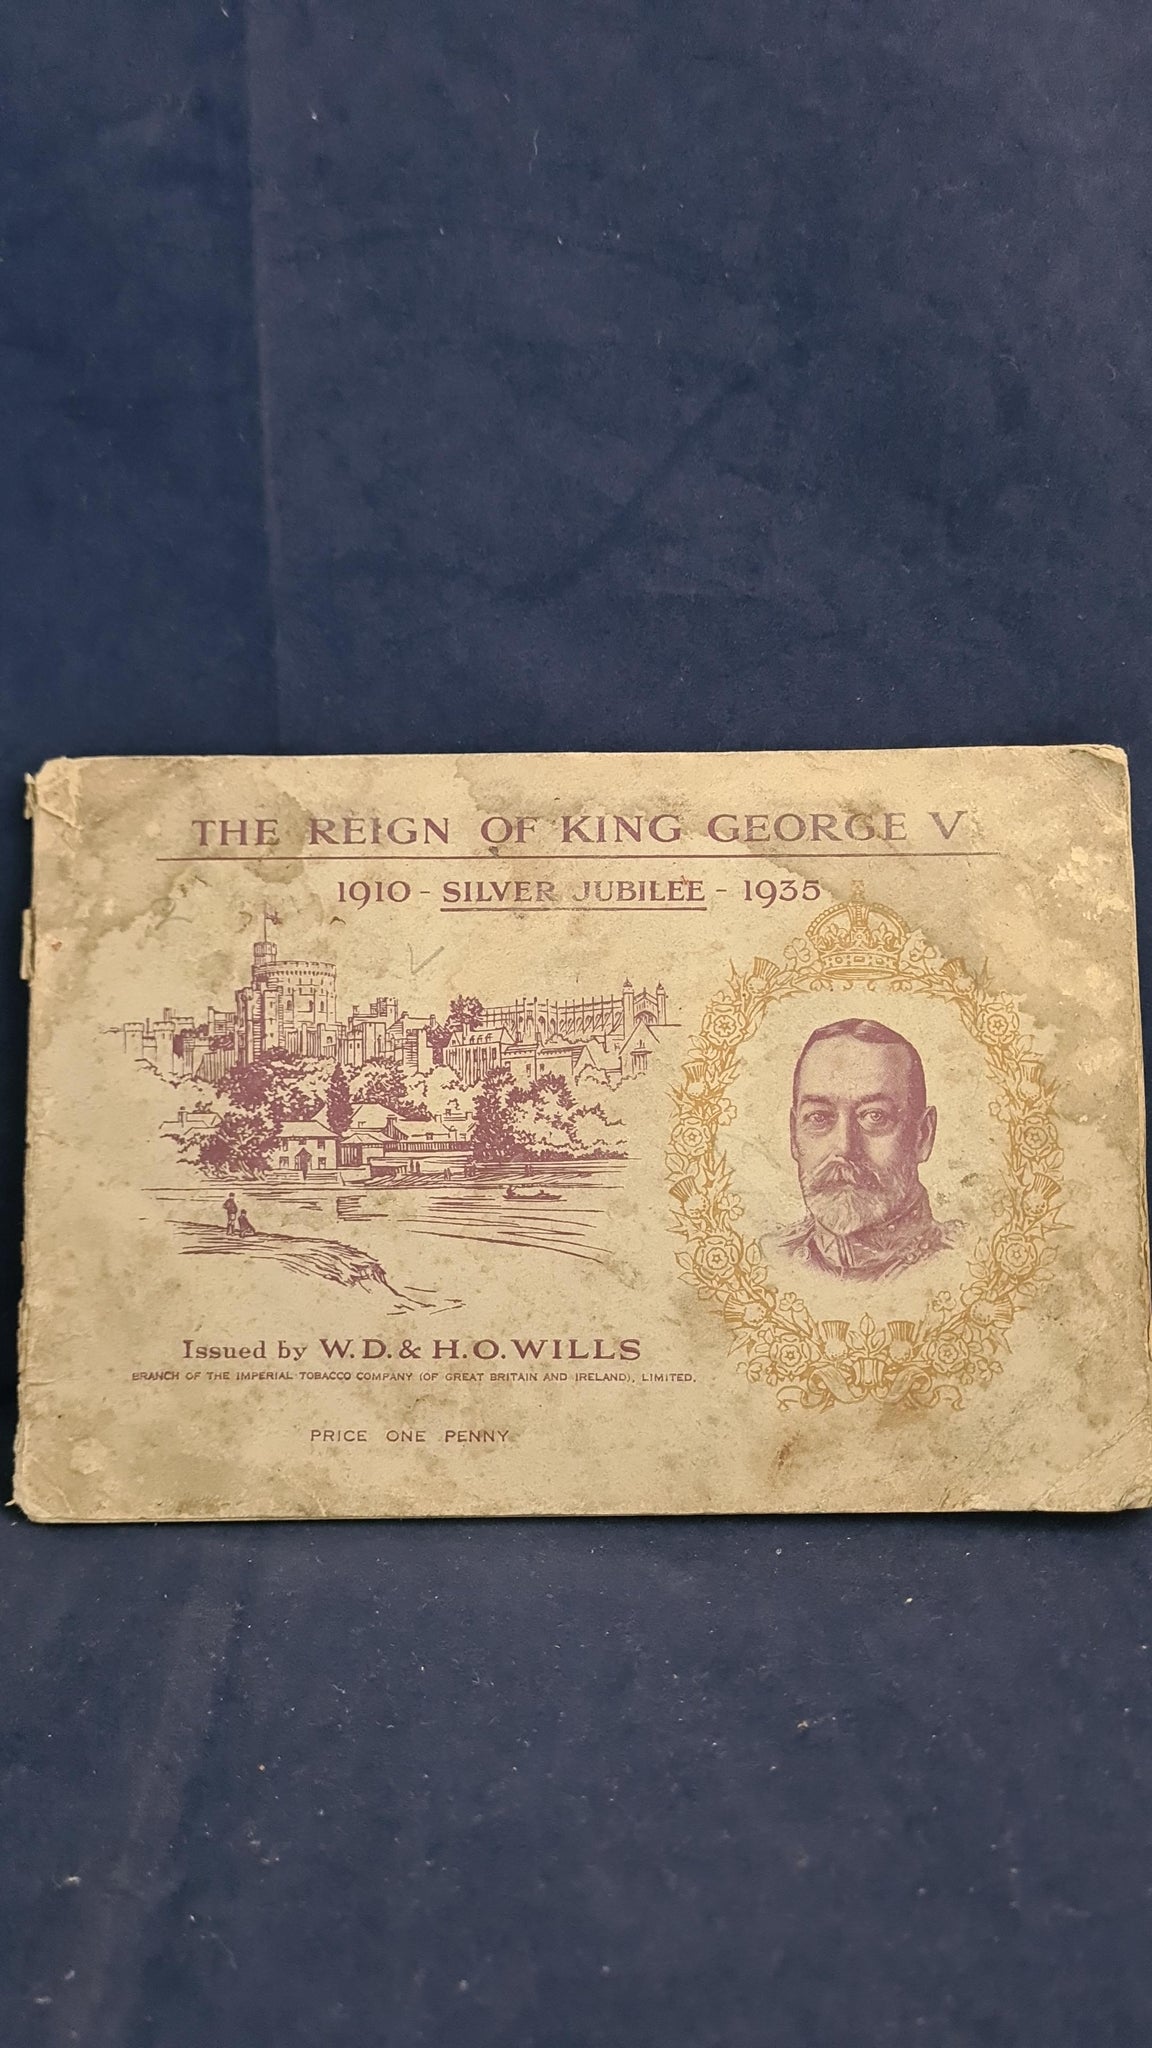 THE REIGN OF KING GEORGE V
1910 - SILVER JUBILEE - 1935
Issued by W.D. & H.O. WILLS
BRANCH OF THE IMPERIAL TOBACCO COMPANY (OF GREAT BRITAIN AND IRELAND), LIMITED.
PRICE ONE PENNY